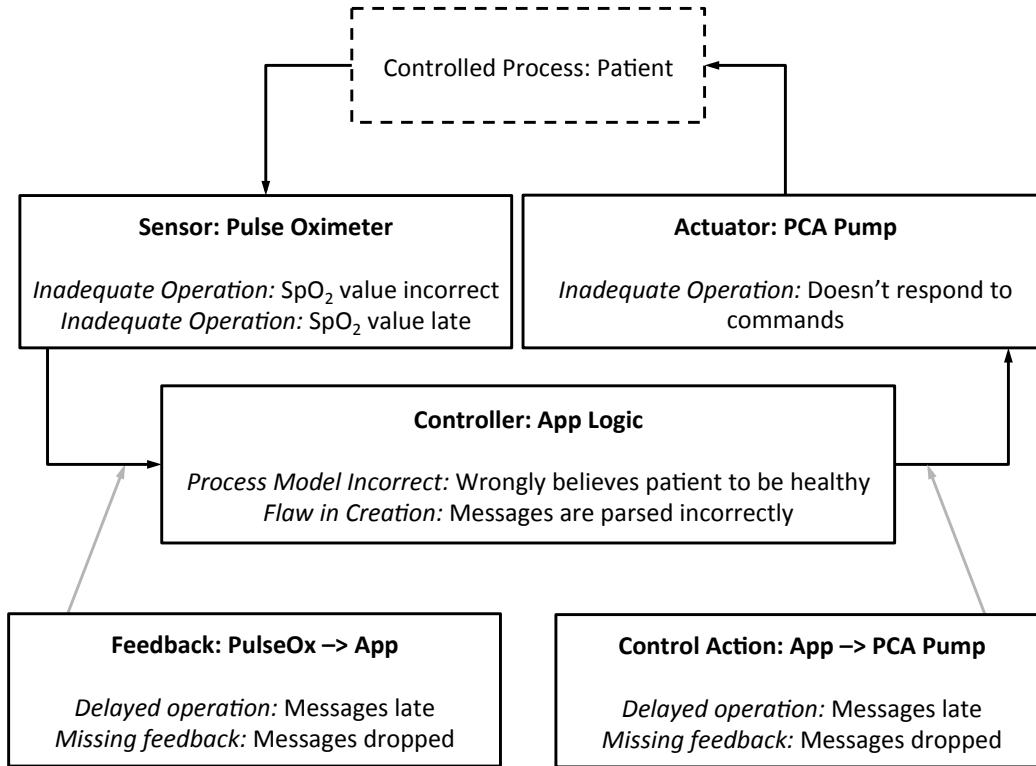 Controlled Process: Patient
Sensor: Pulse Oximeter
Inadequate Operation: SpO₂ value incorrect
Inadequate Operation: SpO₂ value late
Actuator: PCA Pump
Inadequate Operation: Doesn’t respond to
commands
Controller: App Logic
Process Model Incorrect: Wrongly believes patient to be healthy
Flaw in Creation: Messages are parsed incorrectly
Feedback: PulseOx –> App
Delayed operation: Messages late
Missing feedback: Messages dropped
Control Action: App –> PCA Pump
Delayed operation: Messages late
Missing feedback: Messages dropped